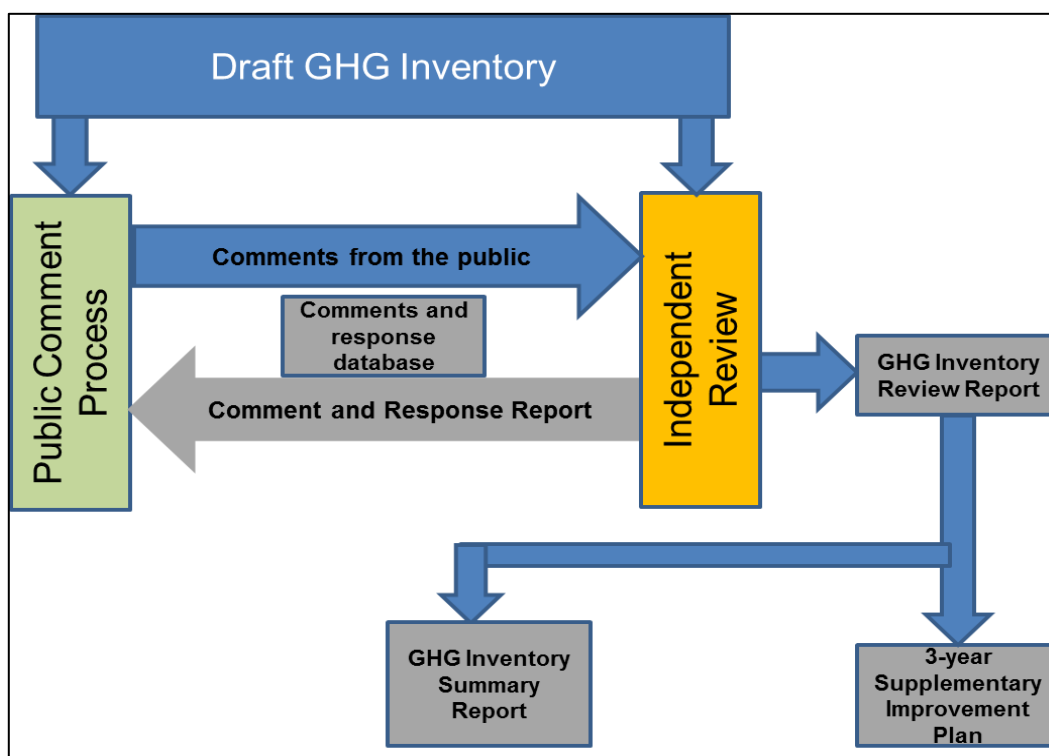 Draft GHG Inventory
Public Comment
Process
Comments from the public
Comments and
response
database
Comment and Response Report
Independent
Review
GHG Inventory
Review Report
GHG Inventory
Summary
Report
3-year
Supplementary
Improvement
Plan